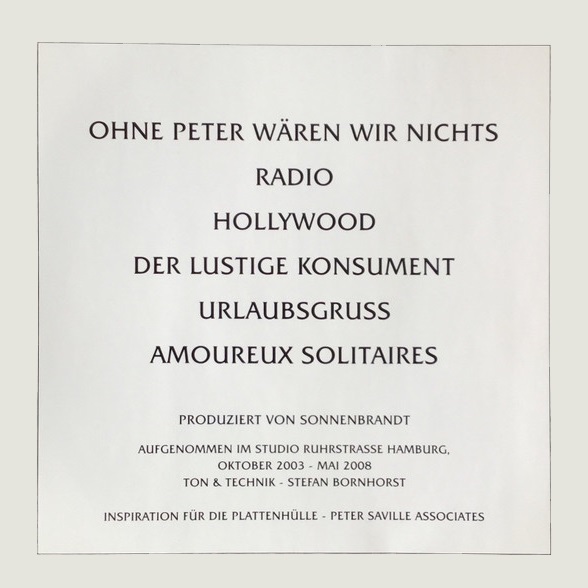 OHNE PETER WÄREN WIR NICHTS
RADIO
HOLLYWOOD
DER LUSTIGE KONSUMENT
URLAUBSGRUSS
AMOUREUX SOLITAIRES
PRODUZIERT VON SONNENBRANDT
AUFGENOMMEN IM STUDIO RUHRSTRASSE HAMBURG,
OKTOBER 2003 - MAI 2008
TON & TECHNIK - STEFAN BORNHORST
INSPIRATION FÜR DIE PLATTENHÜLLE - PETER SAVILLE ASSOCIATES